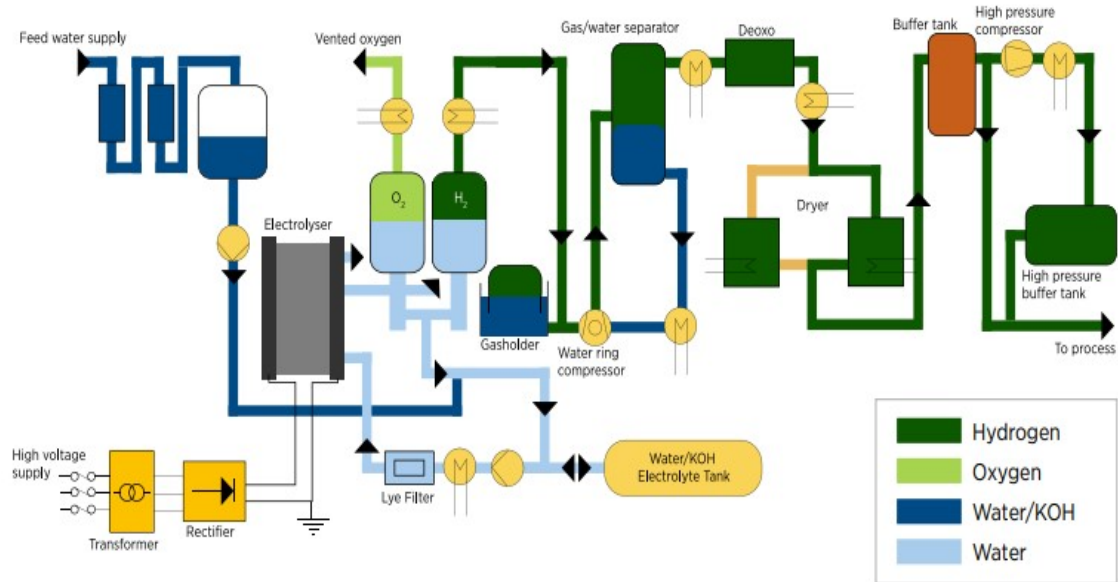 Feed water supply
Vented oxygen
Gas/water separator
Deoxo
Buffer tank
High pressure
compressor
O2
H2
Electrolyser
Dryer
Gasholder
Water ring
compressor
High pressure
buffer tank
To process
High voltage
supply
Transformer
Rectifier
Lye Filter
Water/KOH
Electrolyte Tank
Hydrogen
Oxygen
Water/KOH
Water